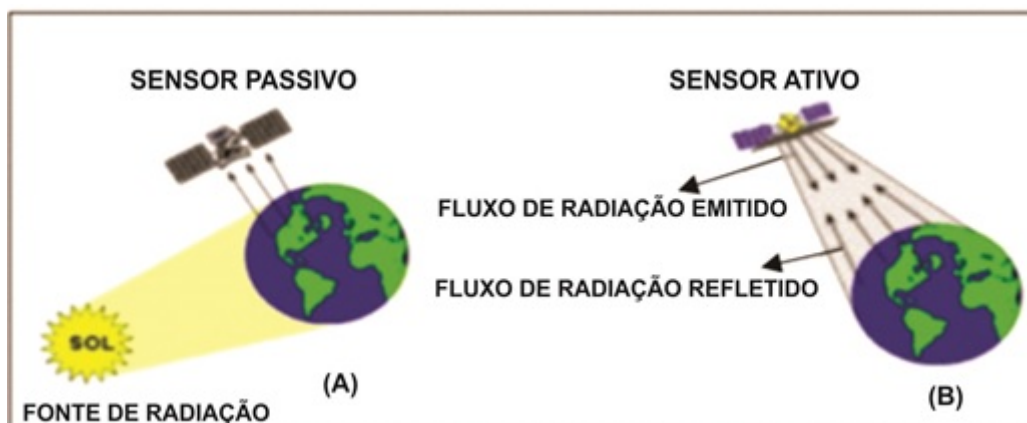 SENSOR PASSIVO
SENSOR ATIVO
FLUXO DE RADIAÇÃO EMITIDO
FLUXO DE RADIAÇÃO REFLETIDO
SOL
FONTE DE RADIAÇÃO
(A)
(B)